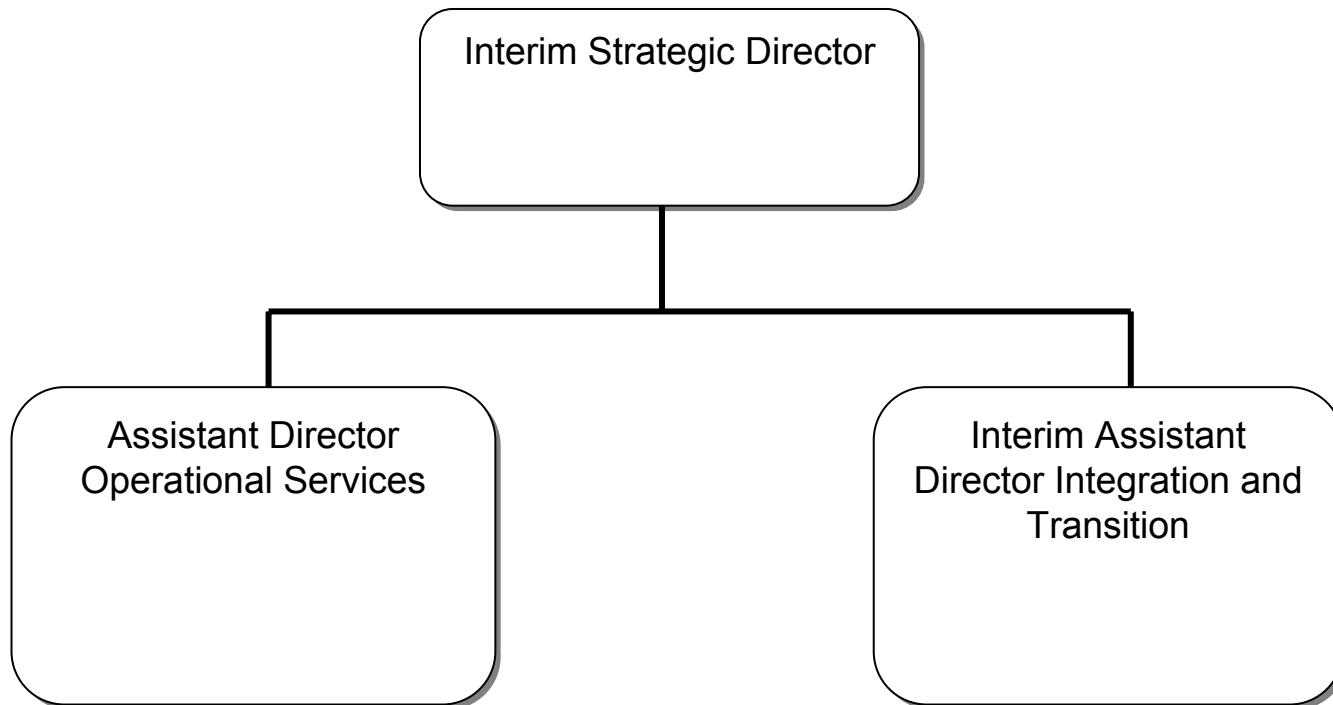 Interim Strategic Director
Assistant Director
Operational Services
Interim Assistant
Director Integration and
Transition